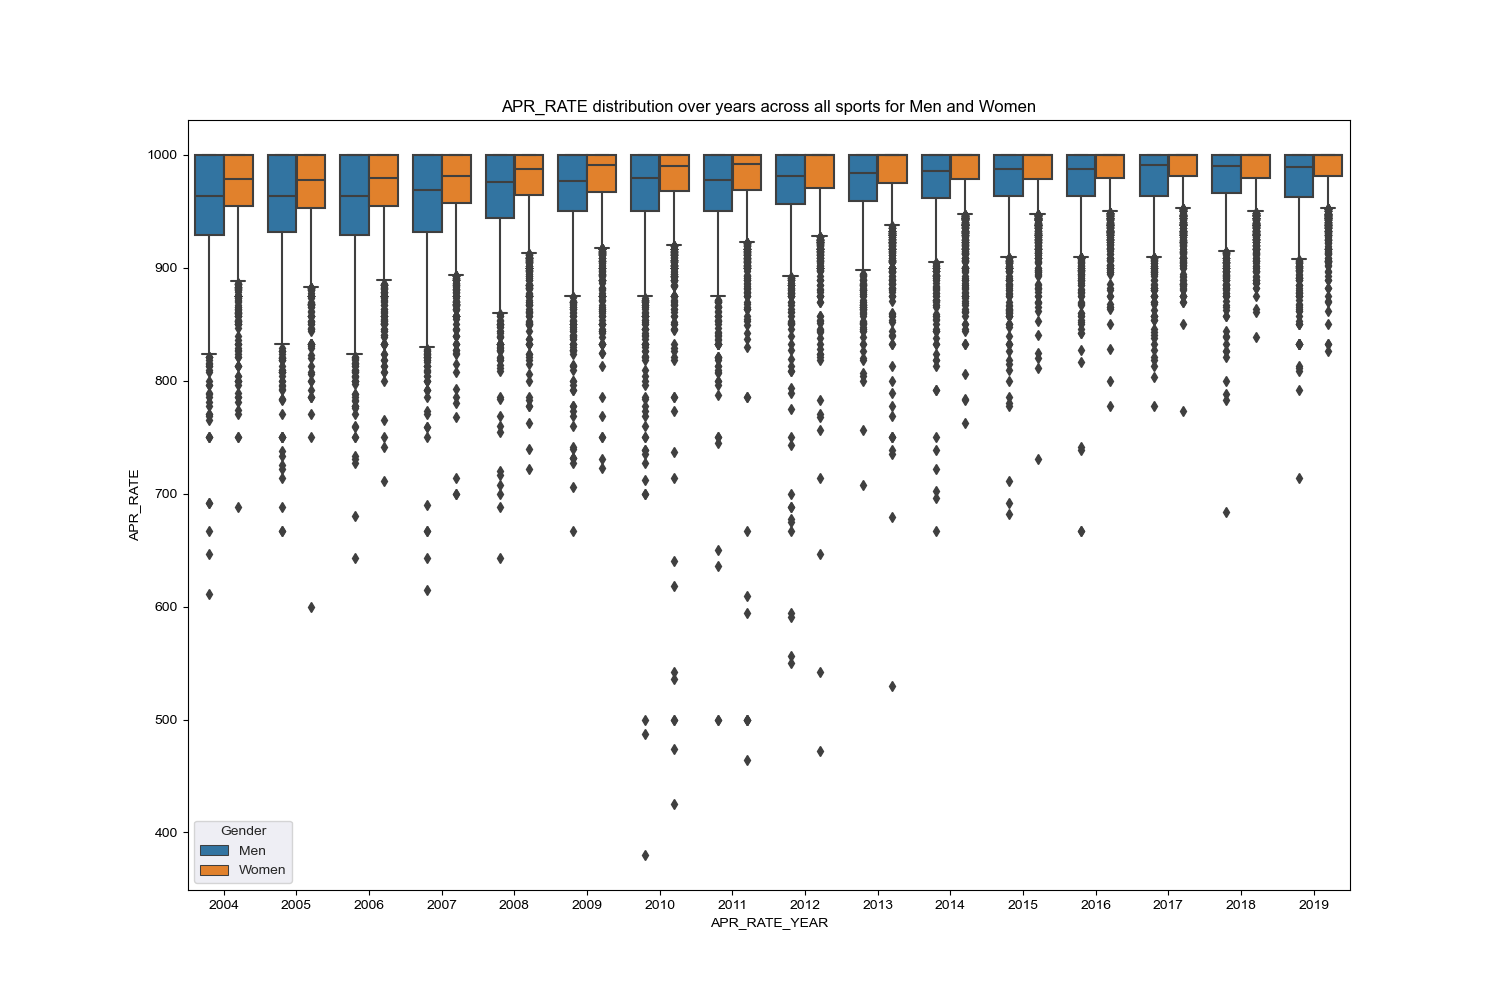 APR_RATE distribution over years across all sports for Men and Women
1000
900
800
700
600
500
400
APR_RATE
Gender
Men
Women
2004 2005 2006 2007 2008 2009 2010 2011 2012 2013 2014 2015 2016 2017 2018 2019
APR_RATE_YEAR